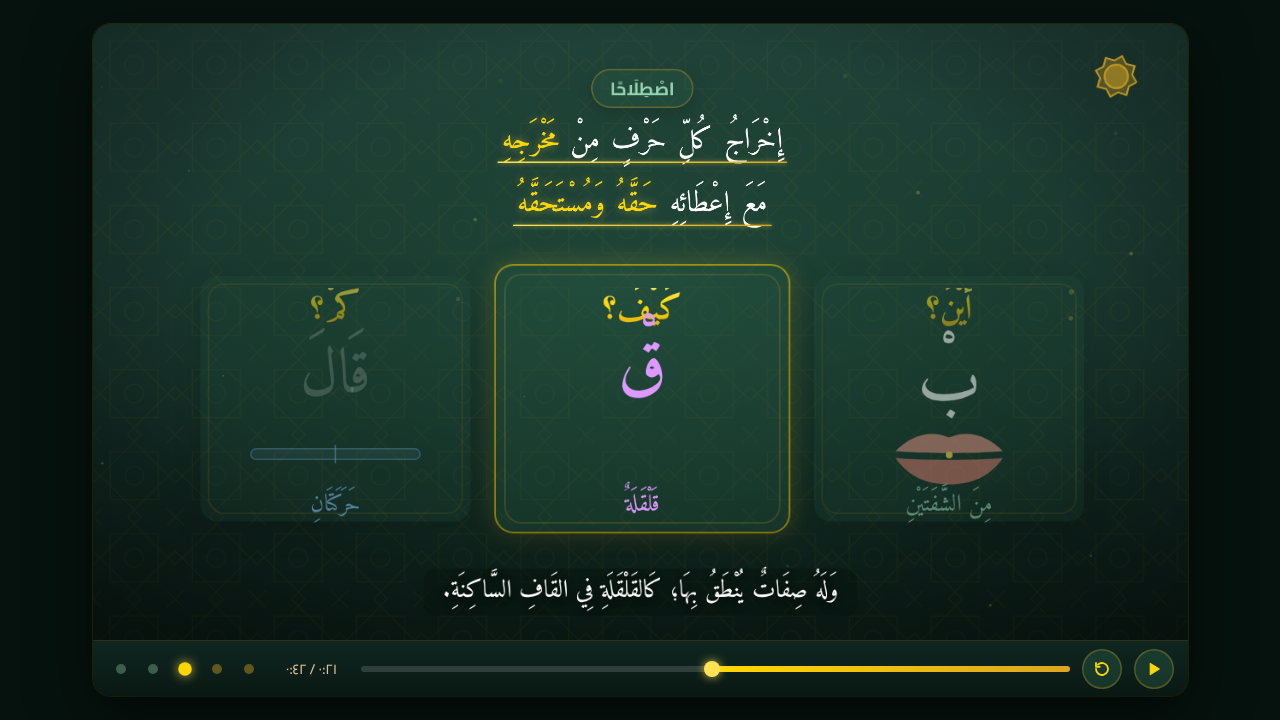 اصْطِلَاحًا
إِخْرَاجُ كُلِّ حَرْفٍ مِنْ مَخْرَجِهِ
مَعَ إِعْطَائِهِ حَقَّهُ وَمُسْتَحَقَّهُ
أَيْنَ؟
بْ
مِنَ الشَّفَتَيْنِ
كَيْفَ؟
قْ
قَلْقَلَةٌ
كَمْ؟
قَالَ
حَرَكَتَانِ
وَلَهُ صِفَاتٌ يُنْطَقُ بِهَا؛ كَالقَلْقَلَةِ فِي القَافِ السَّاكِنَةِ.
٠:٢١ / ٠:٤٢